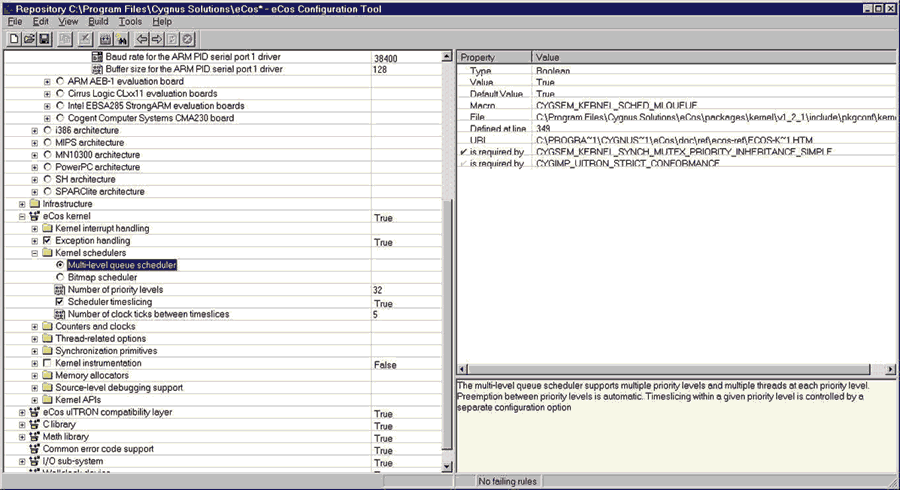 Repository C:\Program Files\Cygnus Solutions\eCos* - eCos Configuration Tool
File Edit View Build Tools Help
Baud rate for the ARM PID serial port 1 driver 38400
Buffer size for the ARM PID serial port 1 driver 128
ARM AEB-1 evaluation board
Cirrus Logic CLxx11 evaluation boards
Intel EBSA285 StrongARM evaluation boards
Cogent Computer Systems CMA230 board
i386 architecture
MIPS architecture
MN10300 architecture
PowerPC architecture
SH architecture
SPARClite architecture
Infrastructure
eCos kernel True
Kernel interrupt handling
Exception handling True
Kernel schedulers
Multi-level queue scheduler
Bitmap scheduler
Number of priority levels 32
Scheduler timeslicing True
Number of clock ticks between timeslices 5
Counters and clocks
Thread-related options
Synchronization primitives
Kernel instrumentation False
Memory allocators
Source-level debugging support
Kernel APIs
eCos uITRON compatibility layer True
C library True
Math library True
Common error code support True
I/O sub-system True
Wallclock device
Property Value
Type Boolean
Value True
Default Value True
Macro CYGSEM_KERNEL_SCHED_MLQUEUE
File C:\Program Files\Cygnus Solutions\eCos\packages\kernel\v1_2_1\include\pkgconf\kern
Defined at line 349
URL C:\PROGRA~1\CYGNUS~1\eCos\doc\ref\ecos-ref\ECOS-K~1.HTM
is required by CYGSEM_KERNEL_SYNCH_MUTEX_PRIORITY_INHERITANCE_SIMPLE
is required by CYGIMP_UITRON_STRICT_CONFORMANCE
The multi-level queue scheduler supports multiple priority levels and multiple threads at each priority level.
Preemption between priority levels is automatic. Timeslicing within a given priority level is controlled by a
separate configuration option
No failing rules